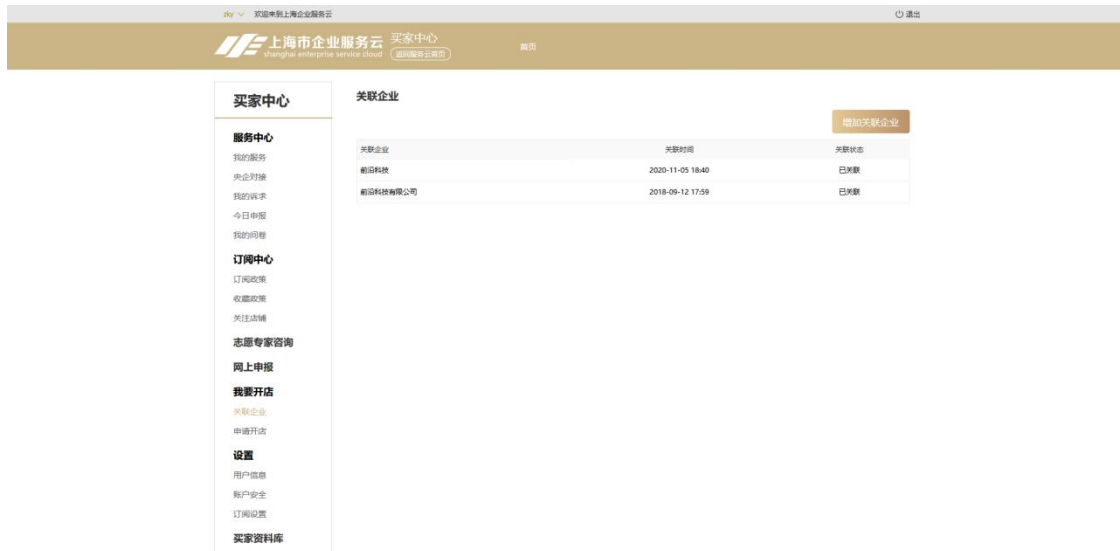 zky 欢迎来到上海企业服务云 退出
上海市企业服务云 买家中心
shanghai enterprise service cloud 返回服务云首页 首页
买家中心
关联企业
增加关联企业
服务中心
我的服务
央企对接
我的诉求
今日申报
我的问卷
关联企业 关联时间 关联状态
前沿科技 2020-11-05 18:40 已关联
前沿科技有限公司 2018-09-12 17:59 已关联
订阅中心
订阅政策
收藏政策
关注店铺
志愿专家咨询
网上申报
我要开店
关联企业
申请开店
设置
用户信息
账户安全
订阅设置
买家资料库